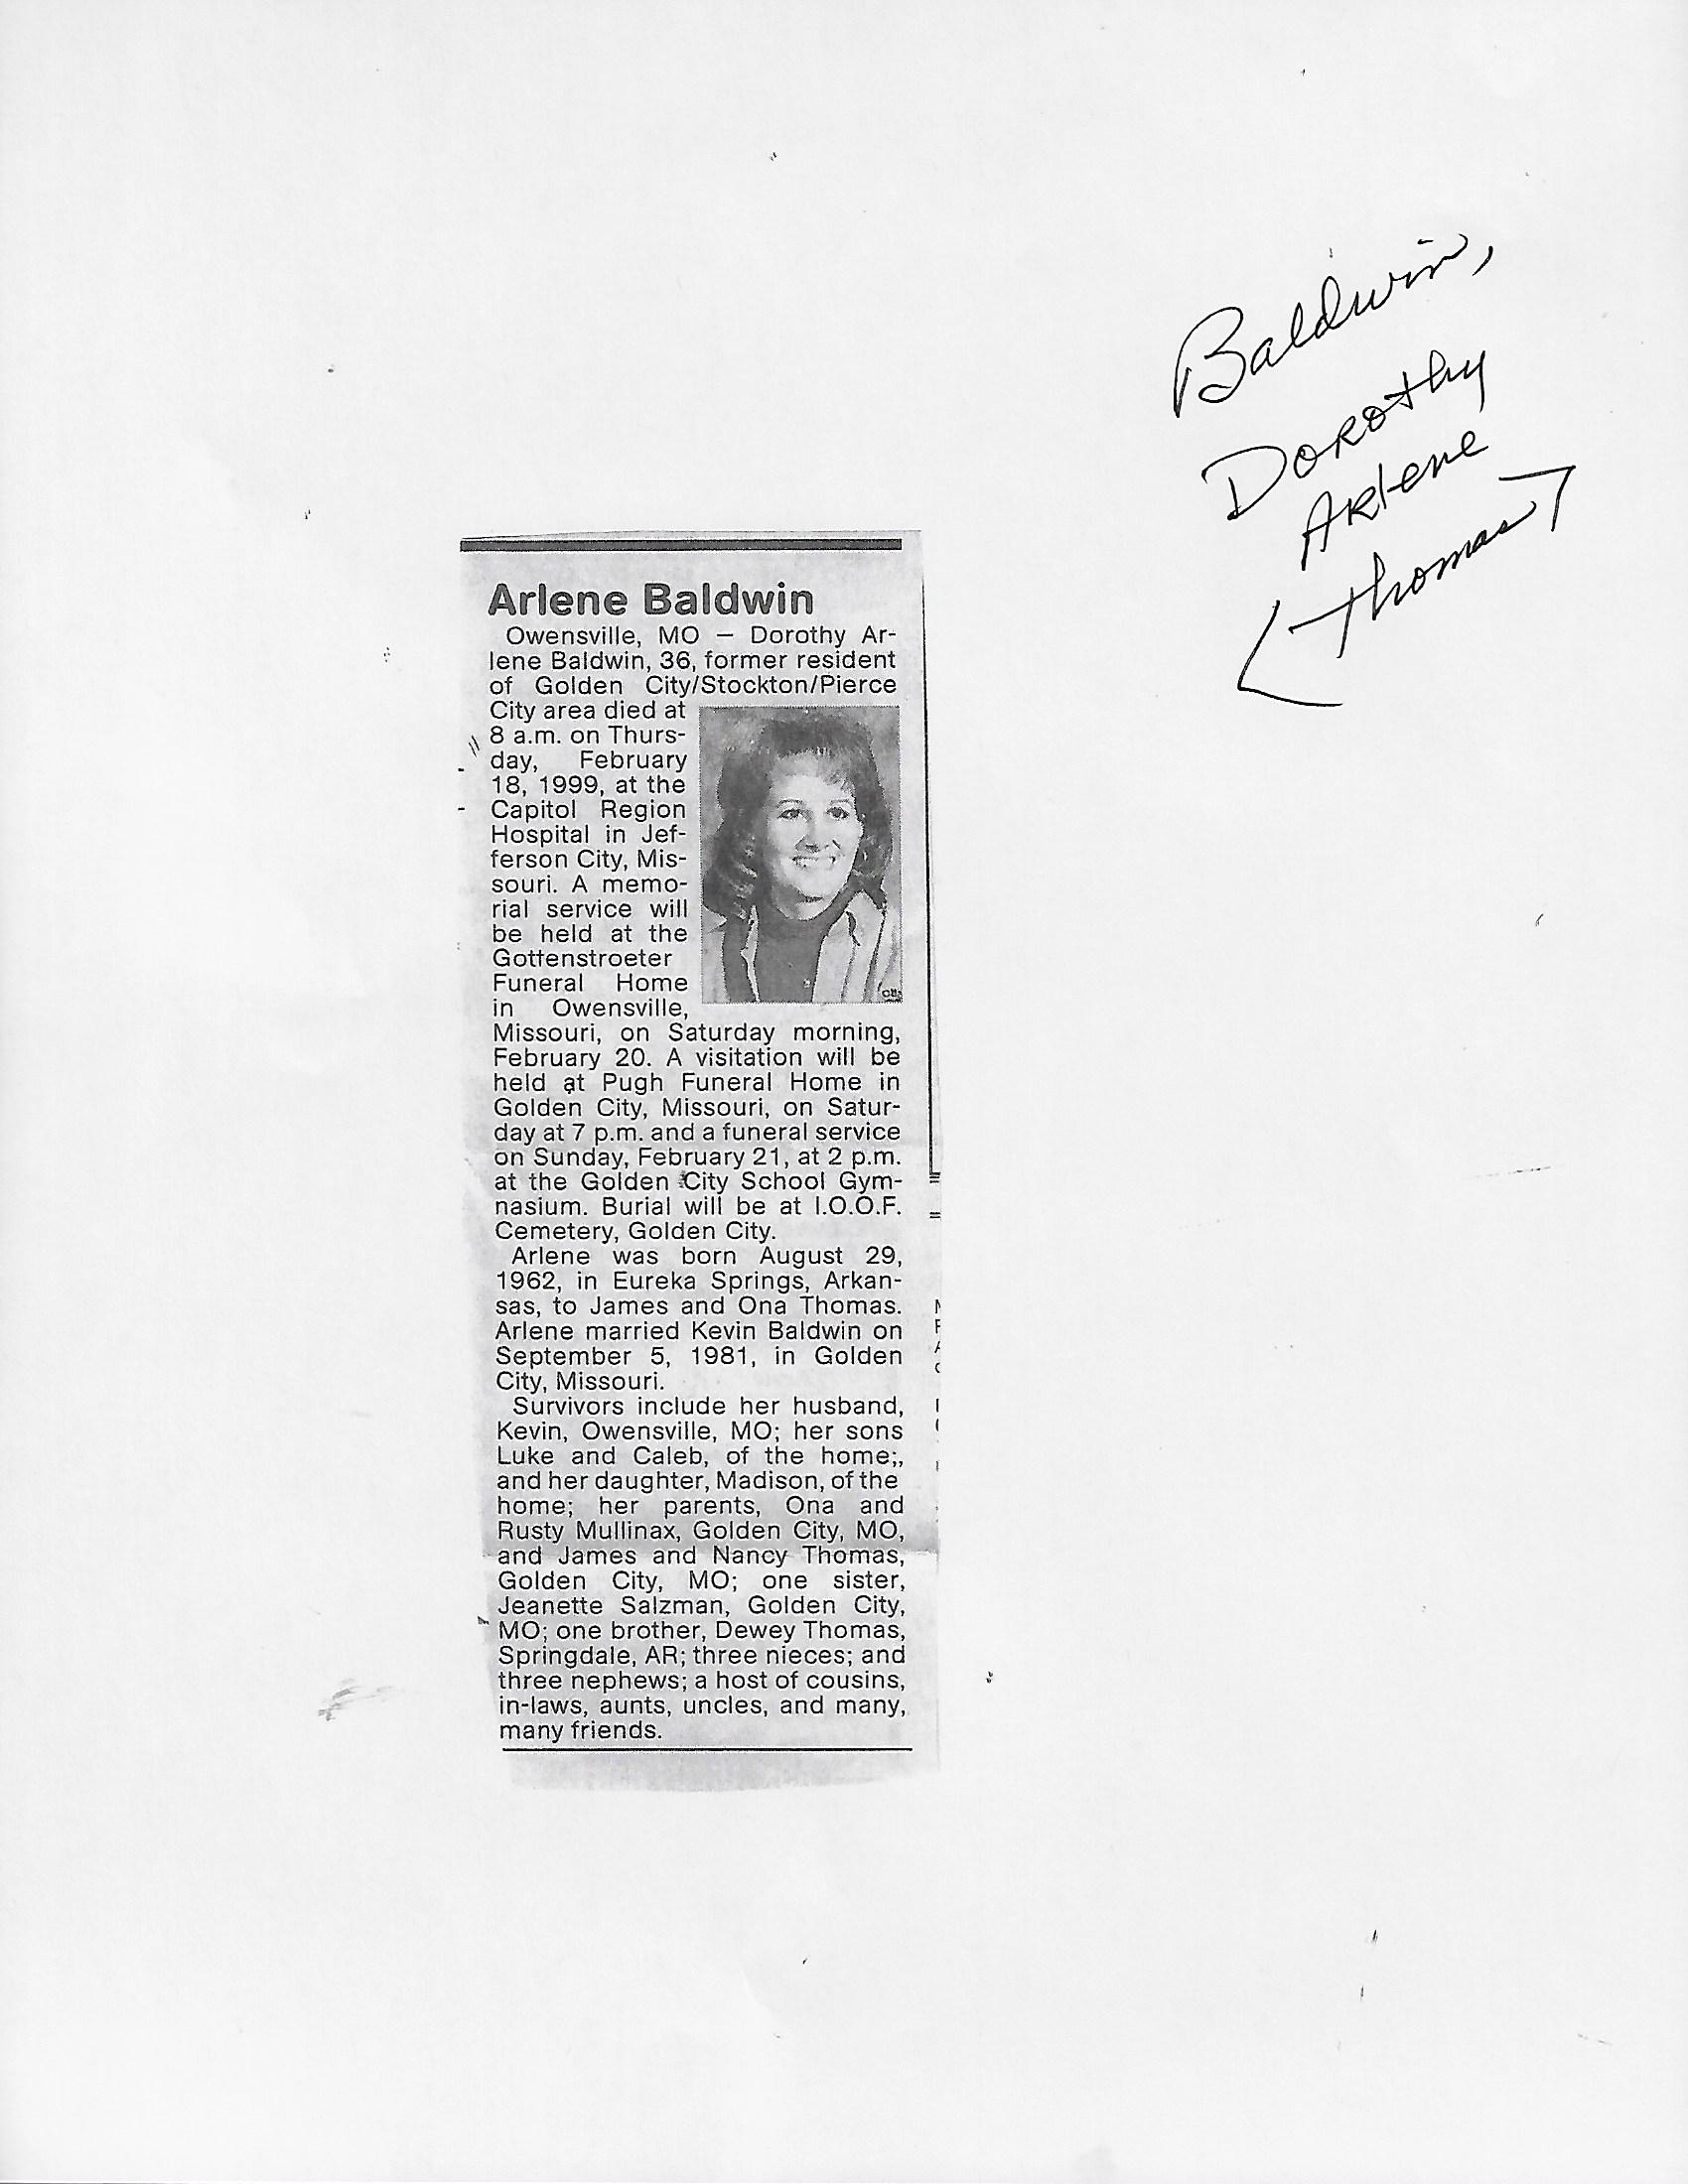 Baldwin,
Dorothy
Arlene
[Thomas]
Arlene Baldwin
Owensville, MO — Dorothy Ar-
lene Baldwin, 36, former resident
of Golden City/Stockton/Pierce
City area died at
8 a.m. on Thurs-
day, February
18, 1999, at the
Capitol Region
Hospital in Jef-
ferson City, Mis-
souri. A memo-
rial service will
be held at the
Gottenstroeter
Funeral Home
in Owensville,
Missouri, on Saturday morning,
February 20. A visitation will be
held at Pugh Funeral Home in
Golden City, Missouri, on Satur-
day at 7 p.m. and a funeral service
on Sunday, February 21, at 2 p.m.
at the Golden City School Gym-
nasium. Burial will be at I.O.O.F.
Cemetery, Golden City.
Arlene was born August 29,
1962, in Eureka Springs, Arkan-
sas, to James and Ona Thomas.
Arlene married Kevin Baldwin on
September 5, 1981, in Golden
City, Missouri.
Survivors include her husband,
Kevin, Owensville, MO; her sons
Luke and Caleb, of the home;,
and her daughter, Madison, of the
home; her parents, Ona and
Rusty Mullinax, Golden City, MO,
and James and Nancy Thomas,
Golden City, MO; one sister,
Jeanette Salzman, Golden City,
MO; one brother, Dewey Thomas,
Springdale, AR; three nieces; and
three nephews; a host of cousins,
in-laws, aunts, uncles, and many,
many friends.